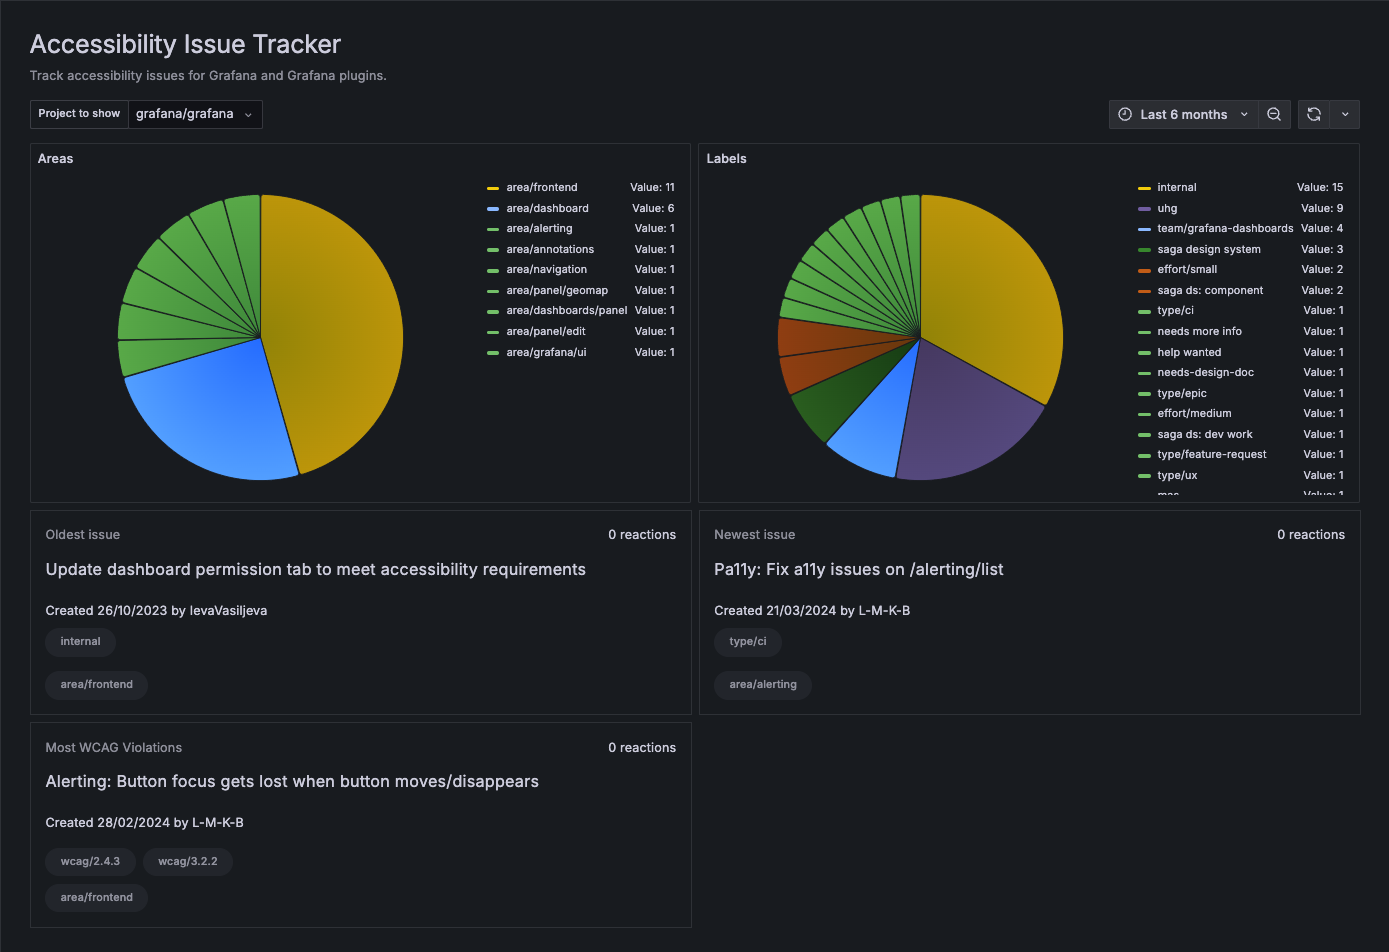 Accessibility Issue Tracker
Track accessibility issues for Grafana and Grafana plugins.
Project to show grafana/grafana
Last 6 months
Areas
area/frontend Value: 11
area/dashboard Value: 6
area/alerting Value: 1
area/annotations Value: 1
area/navigation Value: 1
area/panel/geomap Value: 1
area/dashboards/panel Value: 1
area/panel/edit Value: 1
area/grafana/ui Value: 1
Labels
internal Value: 15
uhg Value: 9
team/grafana-dashboards Value: 4
saga design system Value: 3
effort/small Value: 2
saga ds: component Value: 2
type/ci Value: 1
needs more info Value: 1
help wanted Value: 1
needs-design-doc Value: 1
type/epic Value: 1
effort/medium Value: 1
saga ds: dev work Value: 1
type/feature-request Value: 1
type/ux Value: 1
Value: 1
Oldest issue 0 reactions
Update dashboard permission tab to meet accessibility requirements
Created 26/10/2023 by IevaVasiljeva
internal
area/frontend
Newest issue 0 reactions
Pa11y: Fix a11y issues on /alerting/list
Created 21/03/2024 by L-M-K-B
type/ci
area/alerting
Most WCAG Violations 0 reactions
Alerting: Button focus gets lost when button moves/disappears
Created 28/02/2024 by L-M-K-B
wcag/2.4.3 wcag/3.2.2
area/frontend